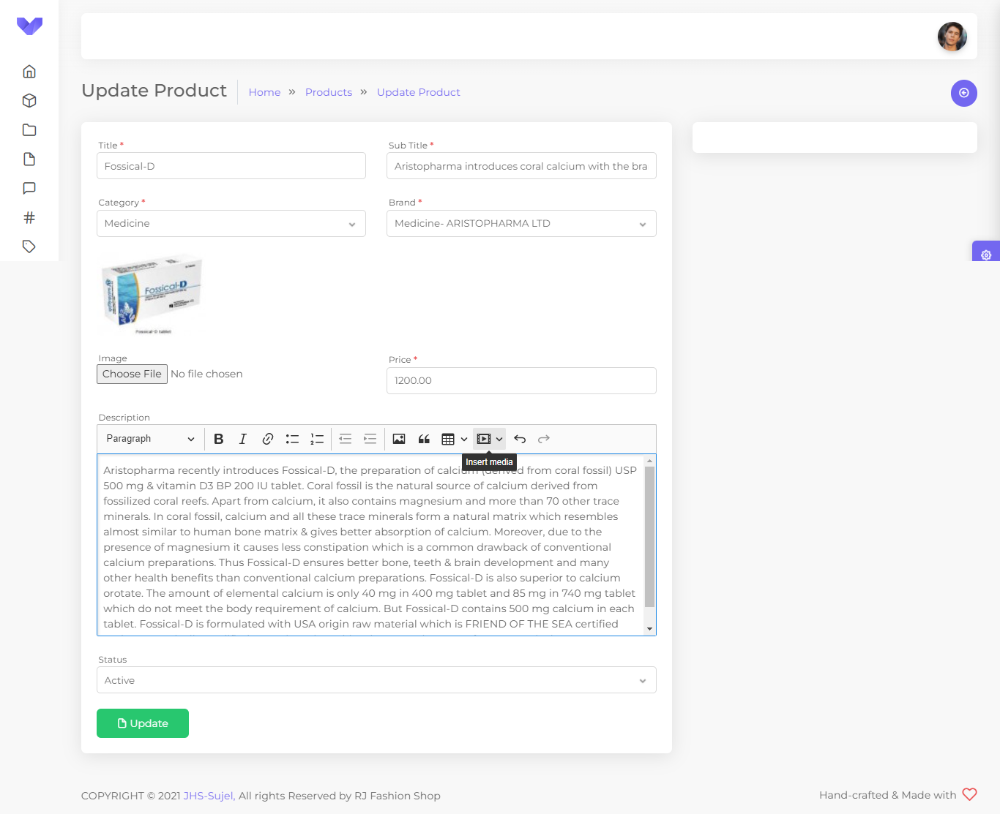 Update Product
Home » Products » Update Product
Title *
Sub Title *
Fossical-D
Aristopharma introduces coral calcium with the bra
Category *
Brand *
Medicine
Medicine- ARISTOPHARMA LTD
Fossical-D
Fossical-D tablet
Image
Price *
Choose File No file chosen
1200.00
Description
Paragraph
Insert media
Aristopharma recently introduces Fossical-D, the preparation of calcium (derived from coral fossil) USP
500 mg & vitamin D3 BP 200 IU tablet. Coral fossil is the natural source of calcium derived from
fossilized coral reefs. Apart from calcium, it also contains magnesium and more than 70 other trace
minerals. In coral fossil, calcium and all these trace minerals form a natural matrix which resembles
almost similar to human bone matrix & gives better absorption of calcium. Moreover, due to the
presence of magnesium it causes less constipation which is a common drawback of conventional
calcium preparations. Thus Fossical-D ensures better bone, teeth & brain development and many
other health benefits than conventional calcium preparations. Fossical-D is also superior to calcium
orotate. The amount of elemental calcium is only 40 mg in 400 mg tablet and 85 mg in 740 mg tablet
which do not meet the body requirement of calcium. But Fossical-D contains 500 mg calcium in each
tablet. Fossical-D is formulated with USA origin raw material which is FRIEND OF THE SEA certified
Status
Active
Update
COPYRIGHT © 2021 JHS-Sujel, All rights Reserved by RJ Fashion Shop
Hand-crafted & Made with